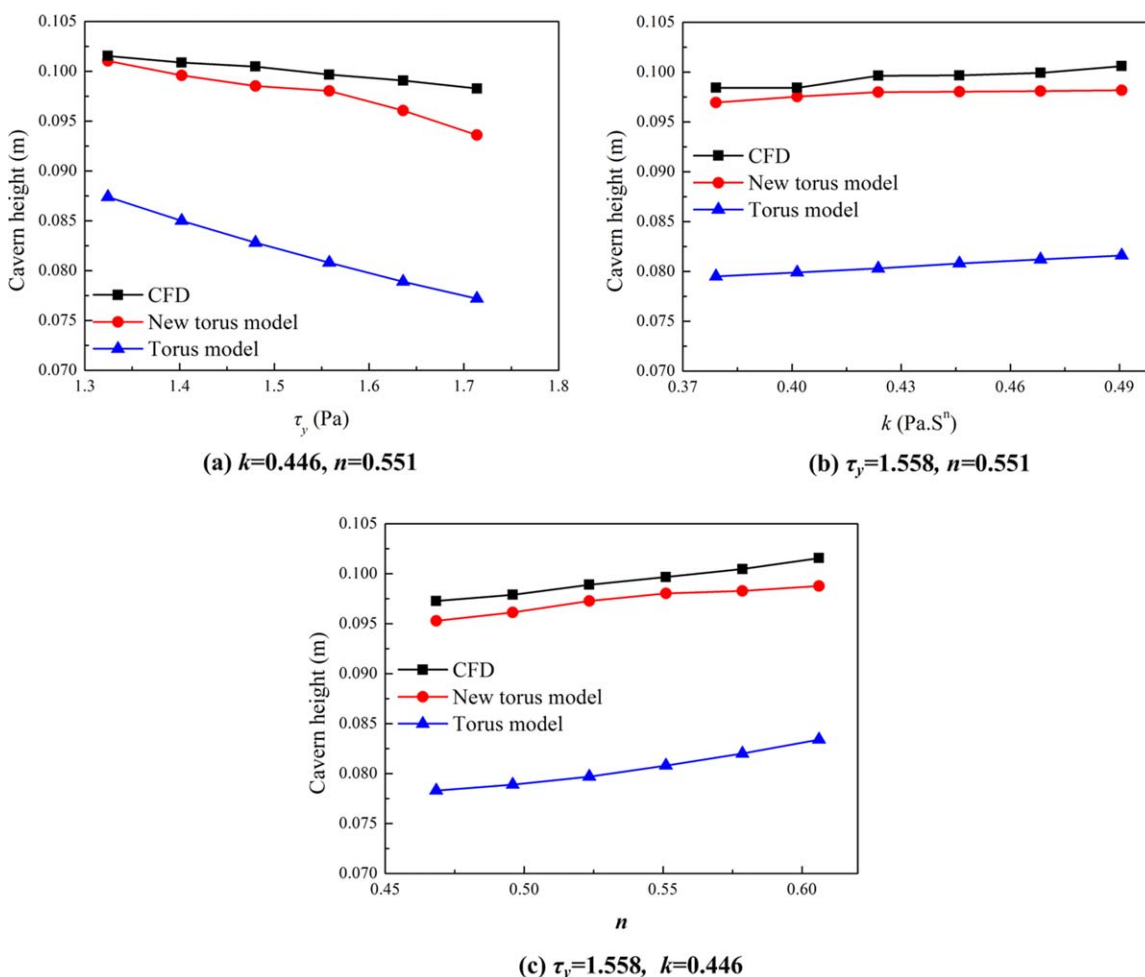 0.105
0.100
0.095
0.090
0.085
0.080
0.075
0.070
Cavern height (m)
CFD
New torus model
Torus model
1.3 1.4 1.5 1.6 1.7 1.8
τy (Pa)
(a) k=0.446, n=0.551
0.105
0.100
0.095
0.090
0.085
0.080
0.075
0.070
Cavern height (m)
CFD
New torus model
Torus model
0.37 0.40 0.43 0.46 0.49
k (Pa.Sⁿ)
(b) τy=1.558, n=0.551
0.105
0.100
0.095
0.090
0.085
0.080
0.075
0.070
Cavern height (m)
CFD
New torus model
Torus model
0.45 0.50 0.55 0.60
n
(c) τy=1.558, k=0.446